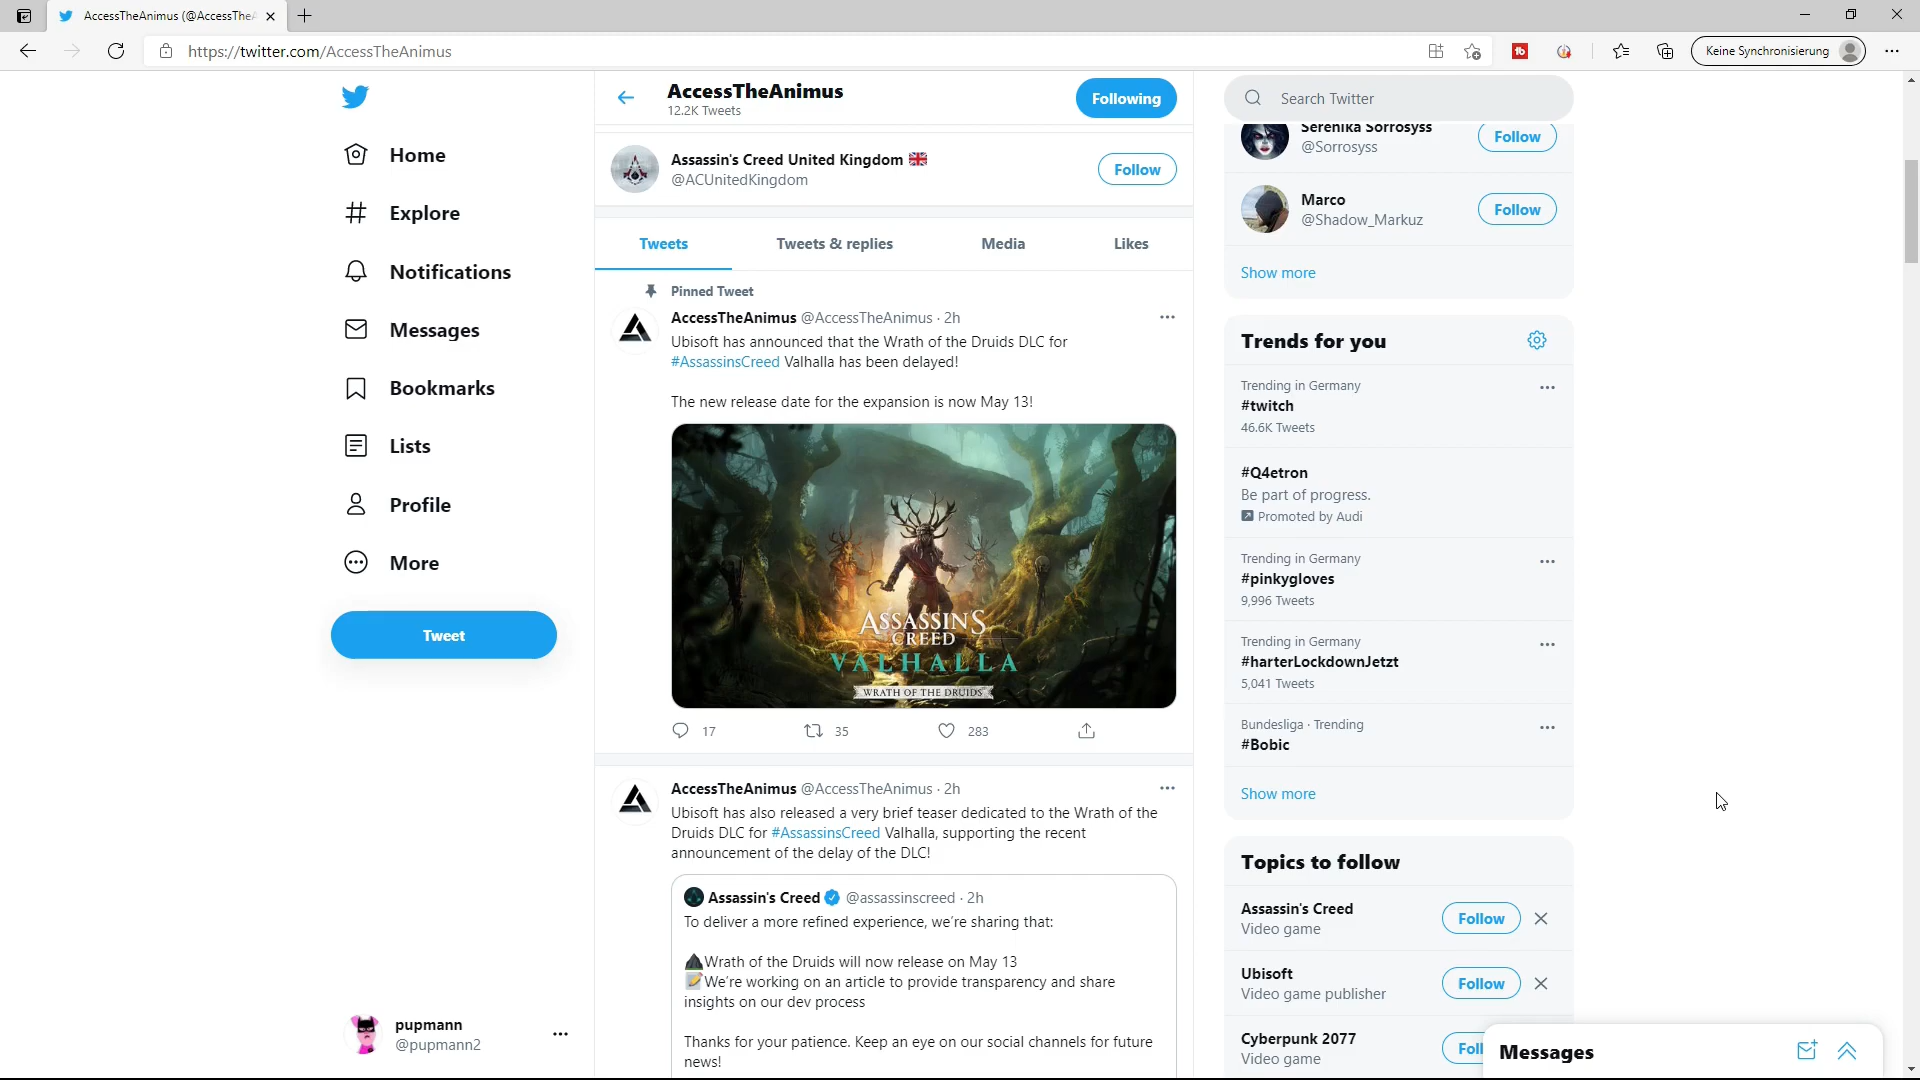 AccessTheAnimus (@AccessTheA
https://twitter.com/AccessTheAnimus
Keine Synchronisierung
Home
Explore
Notifications
Messages
Bookmarks
Lists
Profile
More
Tweet
pupmann
@pupmann2
AccessTheAnimus
12.2K Tweets
Following
Assassin's Creed United Kingdom 🇬🇧
@ACUnitedKingdom
Follow
Tweets
Tweets & replies
Media
Likes
Pinned Tweet
AccessTheAnimus @AccessTheAnimus · 2h
Ubisoft has announced that the Wrath of the Druids DLC for
#AssassinsCreed Valhalla has been delayed!
The new release date for the expansion is now May 13!
ASSASSIN'S
CREED
VALHALLA
WRATH OF THE DRUIDS
17
35
283
AccessTheAnimus @AccessTheAnimus · 2h
Ubisoft has also released a very brief teaser dedicated to the Wrath of the
Druids DLC for #AssassinsCreed Valhalla, supporting the recent
announcement of the delay of the DLC!
Assassin's Creed @assassinscreed · 2h
To deliver a more refined experience, we're sharing that:
Wrath of the Druids will now release on May 13
📝We're working on an article to provide transparency and share
insights on our dev process
Thanks for your patience. Keep an eye on our social channels for future
news!
Search Twitter
Serenika Sorrosyss
@Sorrosyss
Follow
Marco
@Shadow_Markuz
Follow
Show more
Trends for you
Trending in Germany
#twitch
46.6K Tweets
#Q4etron
Be part of progress.
Promoted by Audi
Trending in Germany
#pinkygloves
9,996 Tweets
Trending in Germany
#harterLockdownJetzt
5,041 Tweets
Bundesliga · Trending
#Bobic
Show more
Topics to follow
Assassin's Creed
Video game
Follow
Ubisoft
Video game publisher
Follow
Cyberpunk 2077
Video game
Foll
Messages